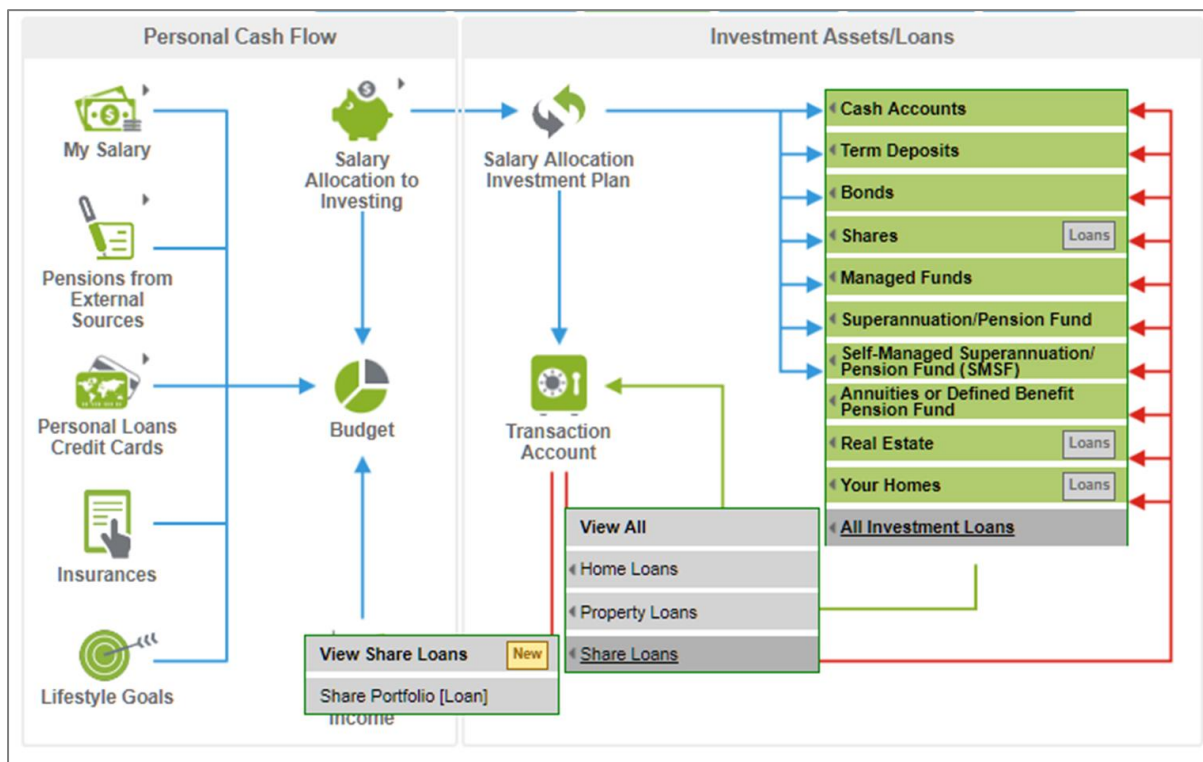 Personal Cash Flow
Investment Assets/Loans
My Salary
Pensions from
External
Sources
Personal Loans
Credit Cards
Insurances
Lifestyle Goals
Salary
Allocation to
Investing
Budget
Income
Salary Allocation
Investment Plan
Transaction
Account
Cash Accounts
Term Deposits
Bonds
Shares
Loans
Managed Funds
Superannuation/Pension Fund
Self-Managed Superannuation/
Pension Fund (SMSF)
Annuities or Defined Benefit
Pension Fund
Real Estate
Loans
Your Homes
Loans
All Investment Loans
View All
Home Loans
Property Loans
Share Loans
View Share Loans
New
Share Portfolio [Loan]